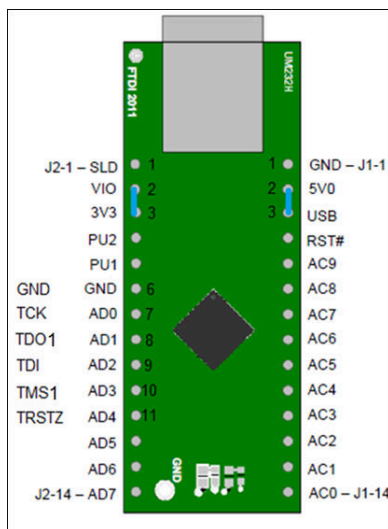 FTDI 2011
UM232H
J2-1 – SLD 1 1 GND – J1-1
VIO 2 2 5V0
3V3 3 3 USB
PU2 RST#
PU1 AC9
GND GND 6 AC8
TCK AD0 7 AC7
TDO1 AD1 8 AC6
TDI AD2 9 AC5
TMS1 AD3 10 AC4
TRSTZ AD4 11 AC3
AD5 AC2
AD6 AC1
GND
J2-14 – AD7 AC0 – J1-14